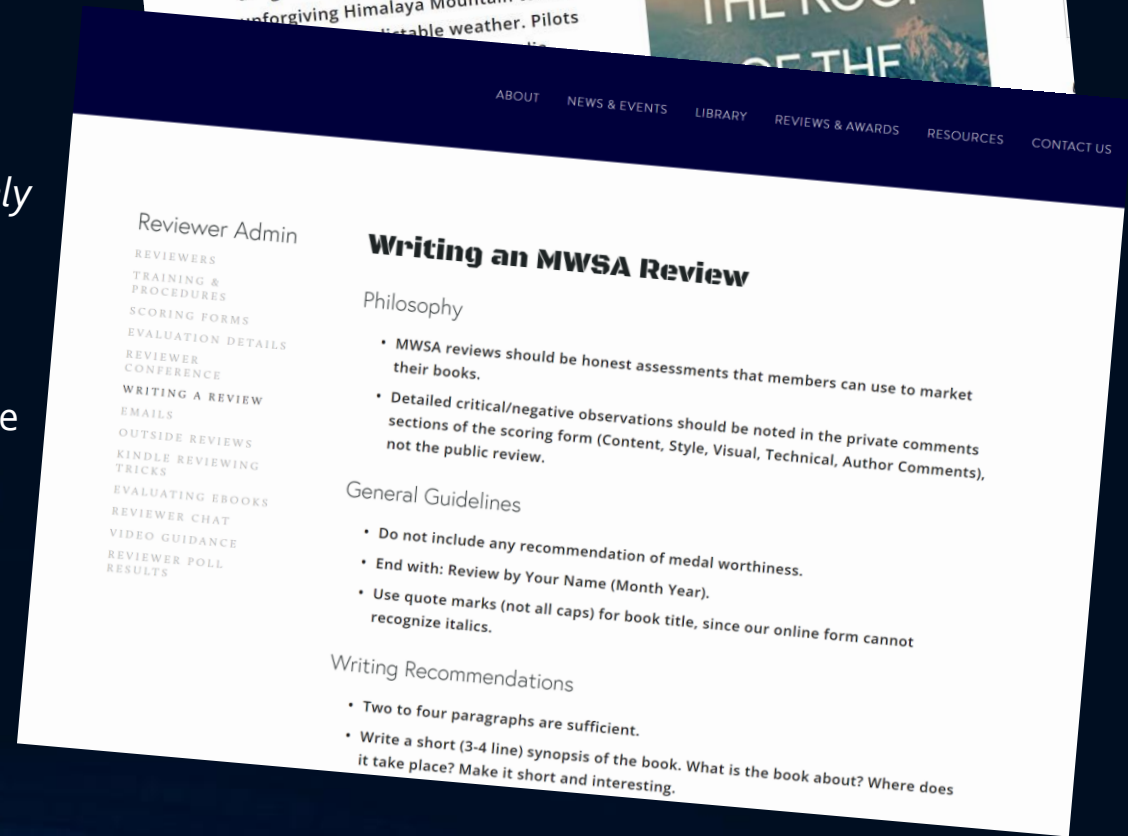 unforgiving Himalaya Mountain
weather. Pilots
THE ROOF
OF THE
ABOUT NEWS & EVENTS LIBRARY REVIEWS & AWARDS RESOURCES CONTACT US
Reviewer Admin
REVIEWERS
TRAINING &
PROCEDURES
SCORING FORMS
EVALUATION DETAILS
REVIEWER
CONFERENCE
WRITING A REVIEW
EMAILS
OUTSIDE REVIEWS
KINDLE REVIEWING
TRICKS
EVALUATING EBOOKS
REVIEWER CHAT
VIDEO GUIDANCE
REVIEWER POLL
RESULTS
Writing an MWSA Review
Philosophy
• MWSA reviews should be honest assessments that members can use to market
their books.
• Detailed critical/negative observations should be noted in the private comments
sections of the scoring form (Content, Style, Visual, Technical, Author Comments),
not the public review.
General Guidelines
• Do not include any recommendation of medal worthiness.
• End with: Review by Your Name (Month Year).
• Use quote marks (not all caps) for book title, since our online form cannot
recognize italics.
Writing Recommendations
• Two to four paragraphs are sufficient.
• Write a short (3-4 line) synopsis of the book. What is the book about? Where does
it take place? Make it short and interesting.
ly
e